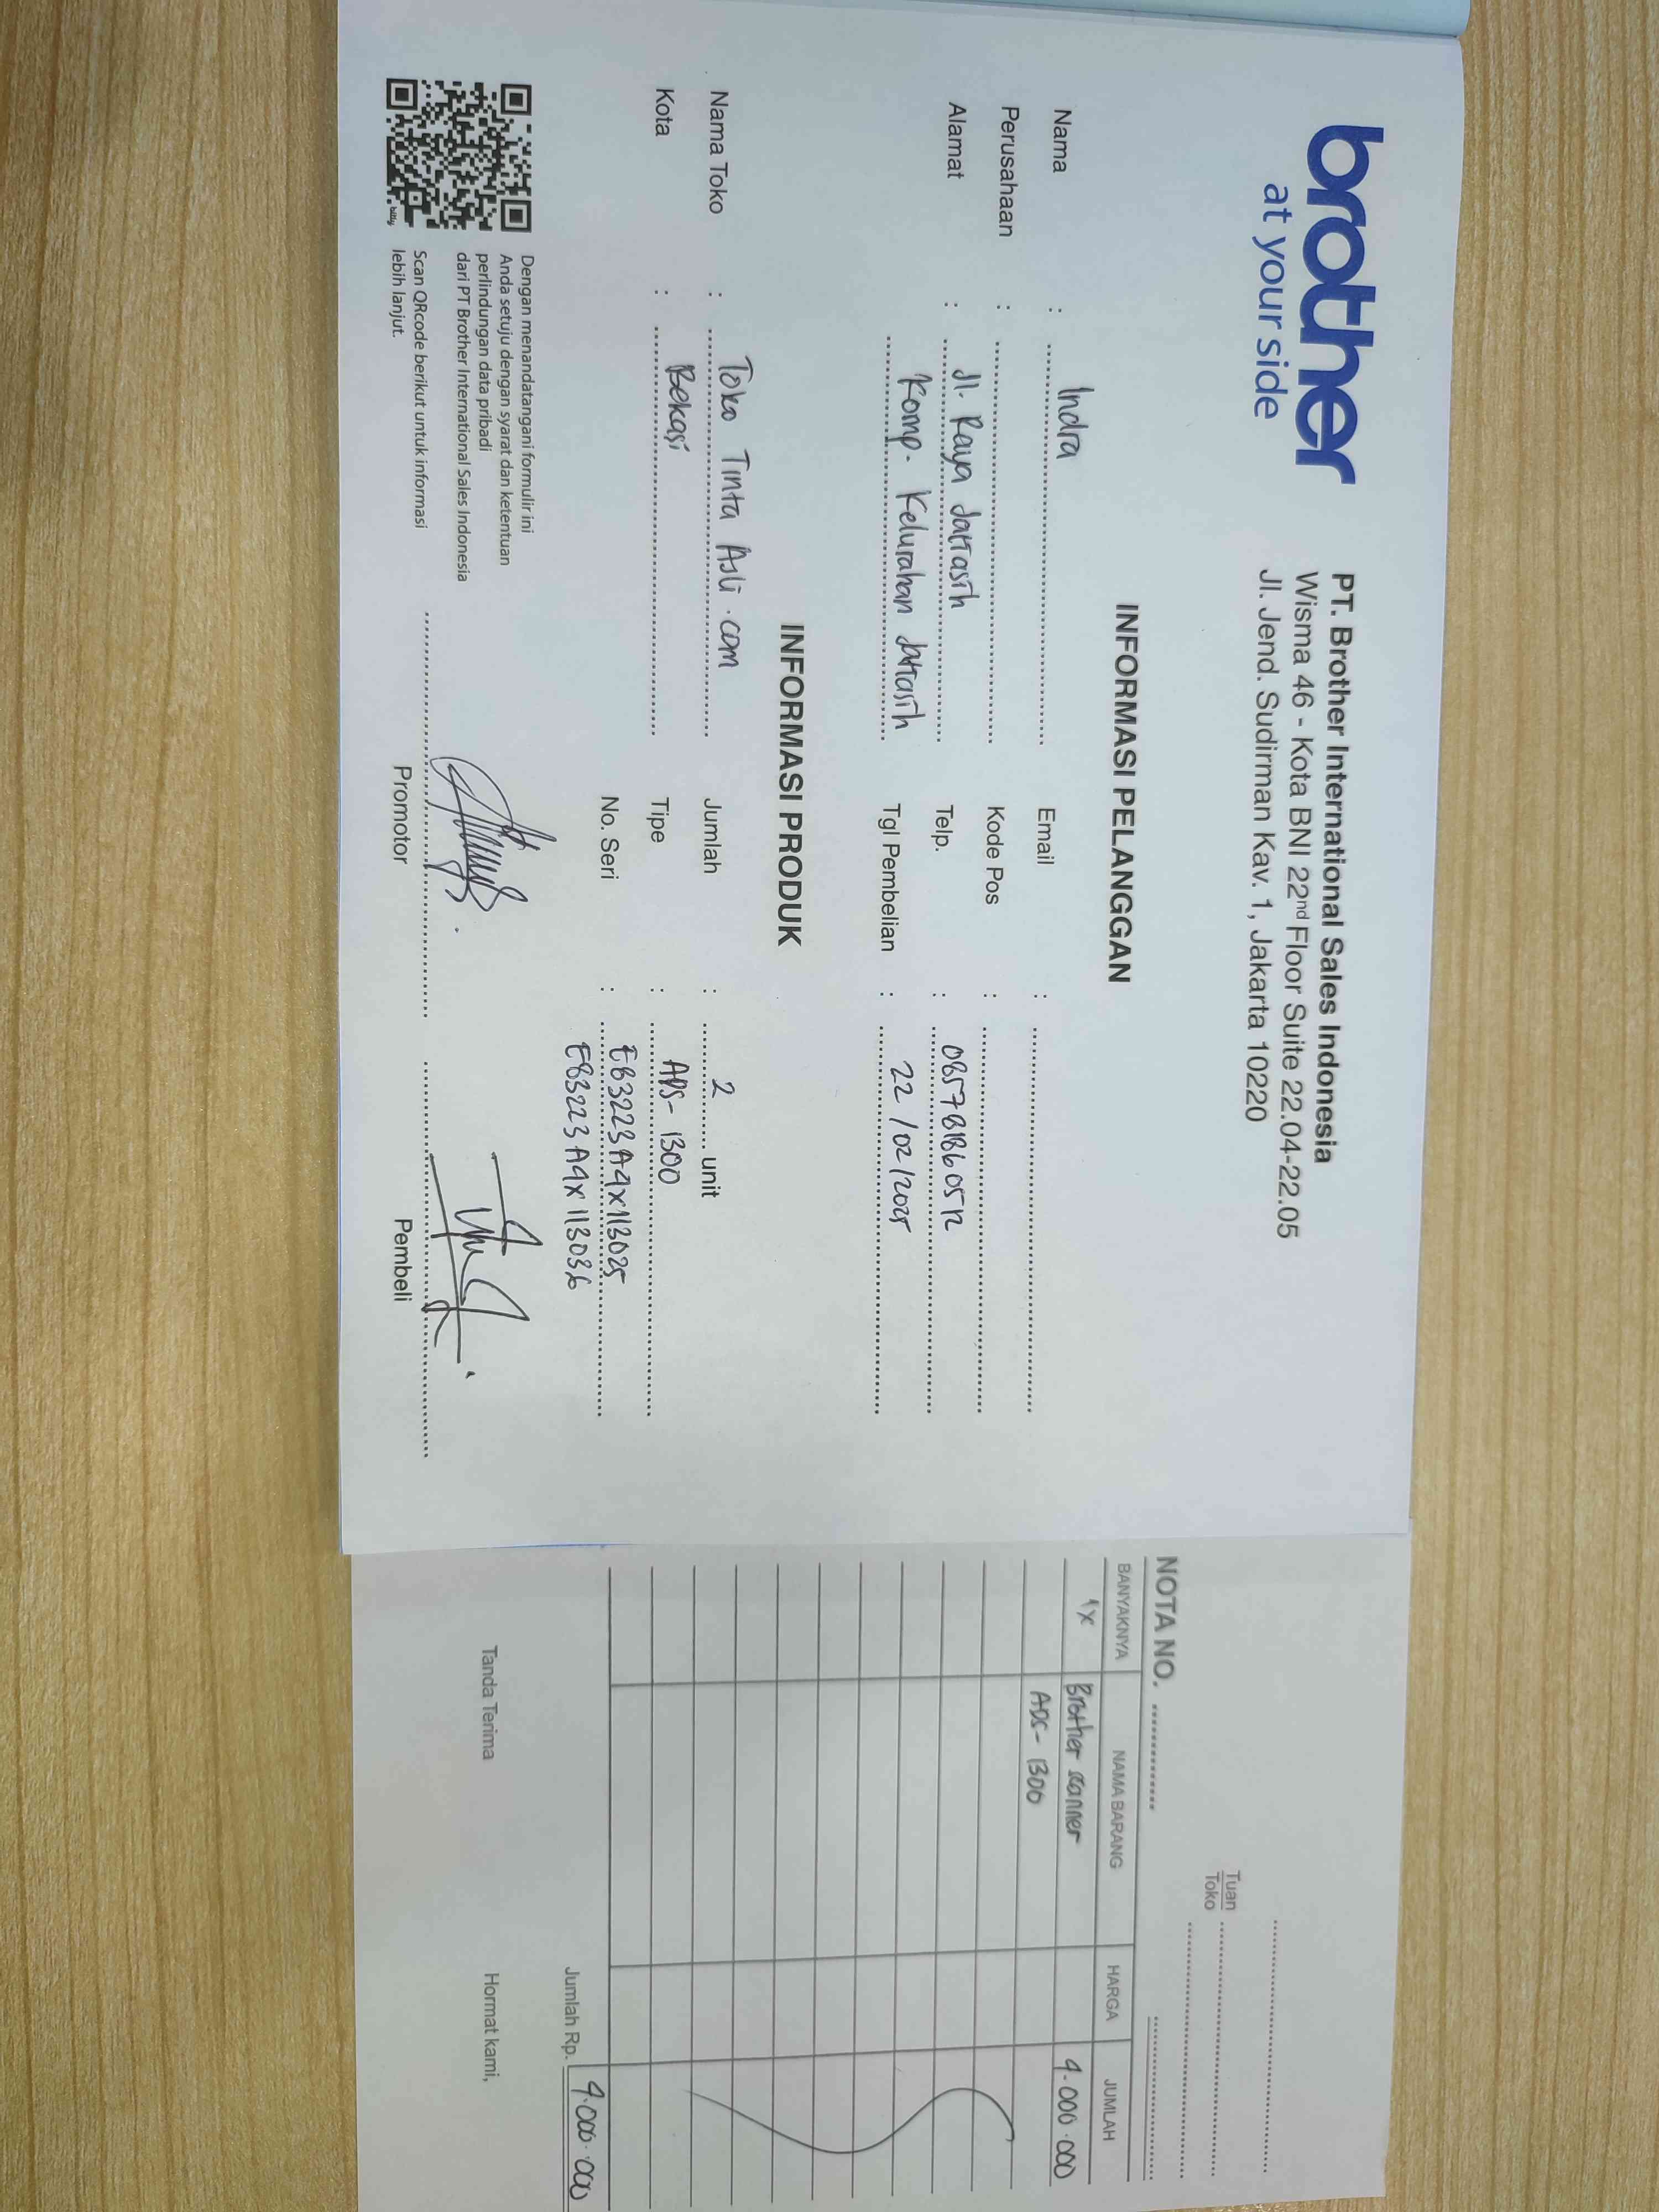 brother
at your side
PT. Brother International Sales Indonesia
Wisma 46 - Kota BNI 22nd Floor Suite 22.04-22.05
Jl. Jend. Sudirman Kav. 1, Jakarta 10220
INFORMASI PELANGGAN
Nama : Indra
Perusahaan :
Alamat : Jl. Raya Jatiasih
Komp. Kelurahan Jatiasih
Email :
Kode Pos :
Telp. :
Tgl Pembelian : 22/02/2025
INFORMASI PRODUK
Nama Toko : Toko Tinta Asli.com
Kota : Bekasi
Jumlah : 2 unit
Tipe : ADS-1300
No. Seri : E83223A4X113025
E83223A4X113036
Dengan menandatangani formulir ini
Anda setuju dengan syarat dan ketentuan
perlindungan data pribadi
dari PT Brother International Sales Indonesia
Scan QRcode berikut untuk informasi
lebih lanjut.
Promotor
Pembeli
Tuan
Toko
NOTA NO.
BANYAKNYA NAMA BARANG HARGA JUMLAH
Brother scanner 4.000.000
ADS-1300
Jumlah Rp. 4.000.000
Tanda Terima
Hormat kami,